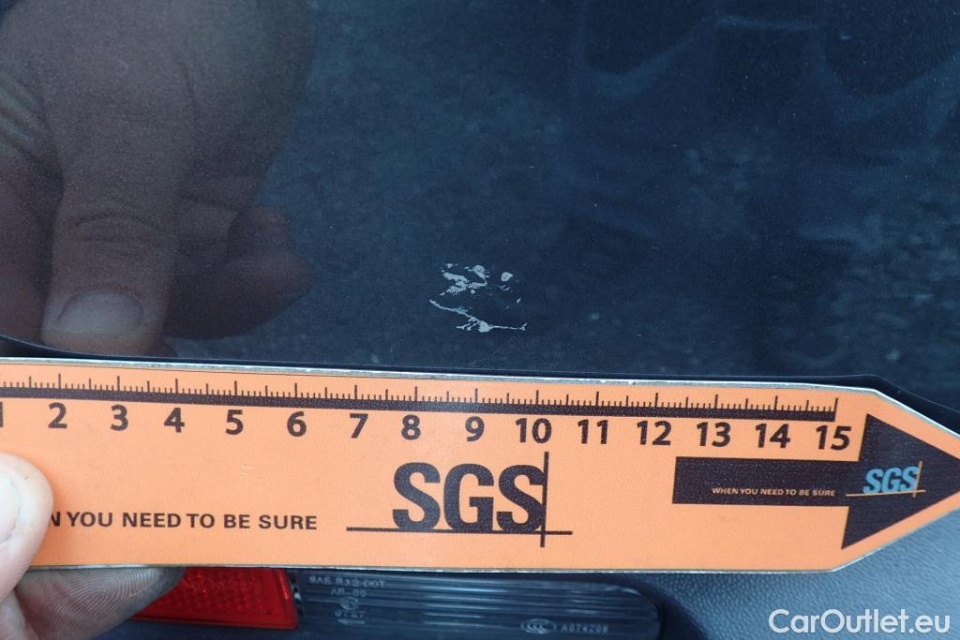 1 2 3 4 5 6 7 8 9 10 11 12 13 14 15
SGS
WHEN YOU NEED TO BE SURE
SGS
N YOU NEED TO BE SURE
CarOutlet.eu